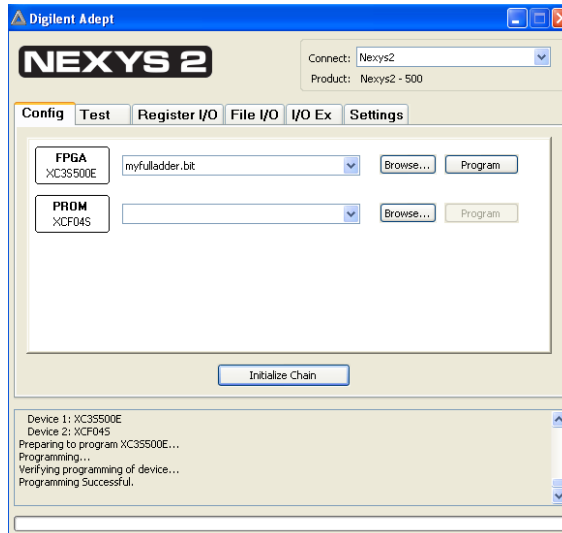 Digilent Adept
NEXYS 2
Connect: Nexys2
Product: Nexys2 - 500
Config Test Register I/O File I/O I/O Ex Settings
FPGA
XC3S500E
myfulladder.bit
Browse... Program
PROM
XCF04S
Browse... Program
Initialize Chain
Device 1: XC3S500E
Device 2: XCF04S
Preparing to program XC3S500E...
Programming...
Verifying programming of device...
Programming Successful.